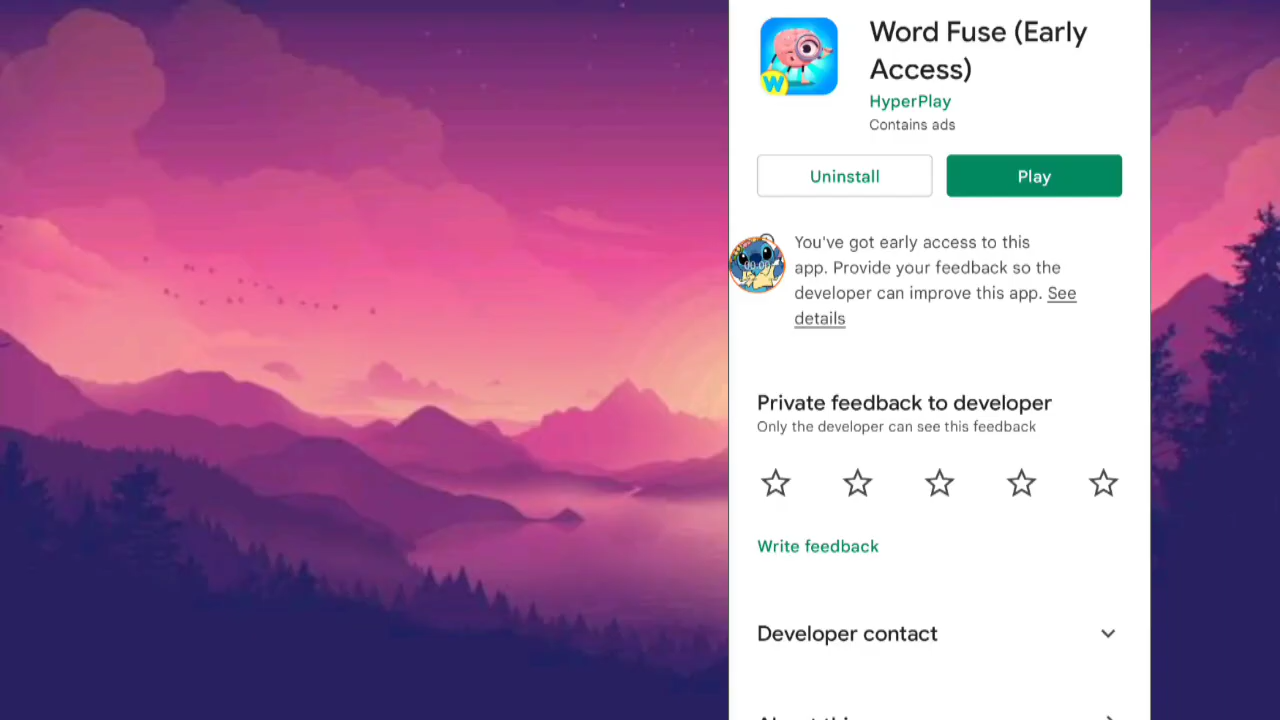 Word Fuse (Early
Access)
HyperPlay
Contains ads
W
Uninstall
Play
You've got early access to this
app. Provide your feedback so the
developer can improve this app. See
details
00:00
Private feedback to developer
Only the developer can see this feedback
Write feedback
Developer contact